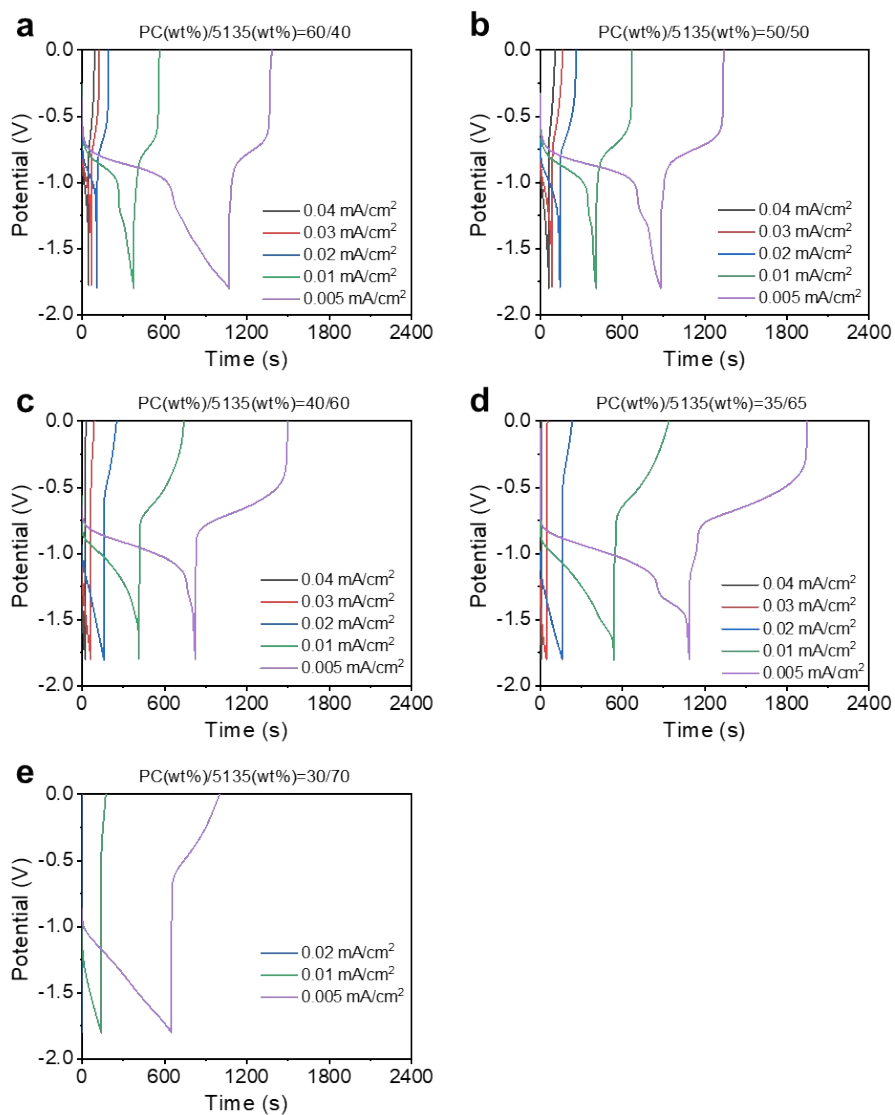 a
PC(wt%)/5135(wt%)=60/40
0.0
-0.5
-1.0
-1.5
-2.0
Potential (V)
0.04 mA/cm²
0.03 mA/cm²
0.02 mA/cm²
0.01 mA/cm²
0.005 mA/cm²
0 600 1200 1800 2400
Time (s)
b
PC(wt%)/5135(wt%)=50/50
0.0
-0.5
-1.0
-1.5
-2.0
Potential (V)
0.04 mA/cm²
0.03 mA/cm²
0.02 mA/cm²
0.01 mA/cm²
0.005 mA/cm²
0 600 1200 1800 2400
Time (s)
c
PC(wt%)/5135(wt%)=40/60
0.0
-0.5
-1.0
-1.5
-2.0
Potential (V)
0.04 mA/cm²
0.03 mA/cm²
0.02 mA/cm²
0.01 mA/cm²
0.005 mA/cm²
0 600 1200 1800 2400
Time (s)
d
PC(wt%)/5135(wt%)=35/65
0.0
-0.5
-1.0
-1.5
-2.0
Potential (V)
0.04 mA/cm²
0.03 mA/cm²
0.02 mA/cm²
0.01 mA/cm²
0.005 mA/cm²
0 600 1200 1800 2400
Time (s)
e
PC(wt%)/5135(wt%)=30/70
0.0
-0.5
-1.0
-1.5
-2.0
Potential (V)
0.02 mA/cm²
0.01 mA/cm²
0.005 mA/cm²
0 600 1200 1800 2400
Time (s)